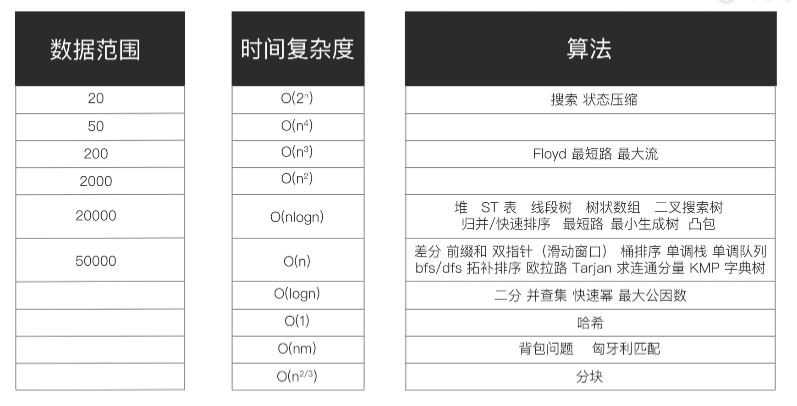 数据范围 时间复杂度 算法
20 O(2ⁿ) 搜索 状态压缩
50 O(n⁴)
200 O(n³) Floyd 最短路 最大流
2000 O(n²)
20000 O(nlogn) 堆 ST 表 线段树 树状数组 二叉搜索树
归并/快速排序 最短路 最小生成树 凸包
50000 O(n) 差分 前缀和 双指针（滑动窗口） 桶排序 单调栈 单调队列
bfs/dfs 拓补排序 欧拉路 Tarjan 求连通分量 KMP 字典树
O(logn) 二分 并查集 快速幂 最大公因数
O(1) 哈希
O(nm) 背包问题 匈牙利匹配
O(n²/³) 分块